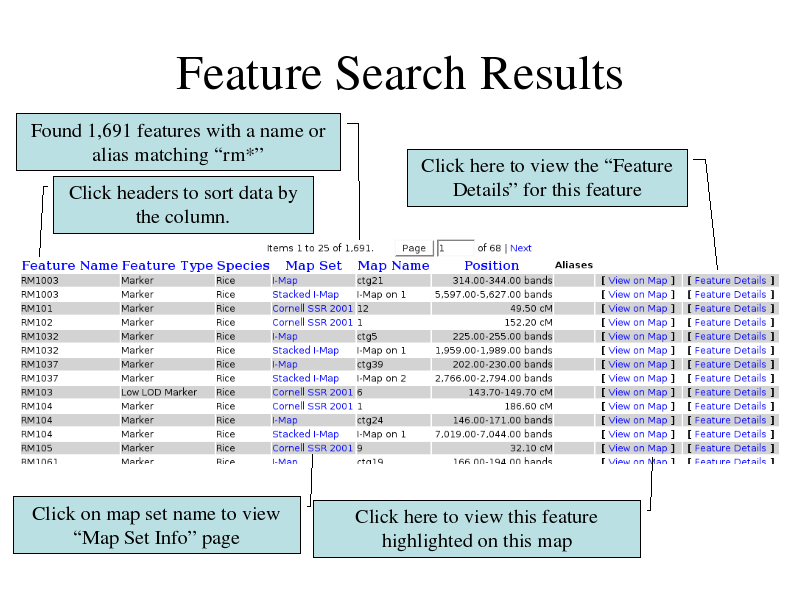 Feature Search Results
Found 1,691 features with a name or
alias matching “rm*”
Click here to view the “Feature
Details” for this feature
Click headers to sort data by
the column.
Items 1 to 25 of 1,691. Page 1 of 68 | Next
Feature Name Feature Type Species Map Set Map Name Position Aliases
RM1003 Marker Rice I-Map ctg21 314.00-344.00 bands [ View on Map ] [ Feature Details ]
RM1003 Marker Rice Stacked I-Map I-Map on 1 5,597.00-5,627.00 bands [ View on Map ] [ Feature Details ]
RM101 Marker Rice Cornell SSR 2001 12 49.50 cM [ View on Map ] [ Feature Details ]
RM102 Marker Rice Cornell SSR 2001 1 152.20 cM [ View on Map ] [ Feature Details ]
RM1032 Marker Rice I-Map ctg5 225.00-255.00 bands [ View on Map ] [ Feature Details ]
RM1032 Marker Rice Stacked I-Map I-Map on 1 1,959.00-1,989.00 bands [ View on Map ] [ Feature Details ]
RM1037 Marker Rice I-Map ctg39 202.00-230.00 bands [ View on Map ] [ Feature Details ]
RM1037 Marker Rice Stacked I-Map I-Map on 2 2,766.00-2,794.00 bands [ View on Map ] [ Feature Details ]
RM103 Low LOD Marker Rice Cornell SSR 2001 6 143.70-149.70 cM [ View on Map ] [ Feature Details ]
RM104 Marker Rice Cornell SSR 2001 1 186.60 cM [ View on Map ] [ Feature Details ]
RM104 Marker Rice I-Map ctg24 146.00-171.00 bands [ View on Map ] [ Feature Details ]
RM104 Marker Rice Stacked I-Map I-Map on 1 7,019.00-7,044.00 bands [ View on Map ] [ Feature Details ]
RM105 Marker Rice Cornell SSR 2001 9 32.10 cM [ View on Map ] [ Feature Details ]
RM1061 Marker Rice I-Map ctg19 166.00-194.00 bands [ View on Map ] [ Feature Details ]
Click on map set name to view
“Map Set Info” page
Click here to view this feature
highlighted on this map